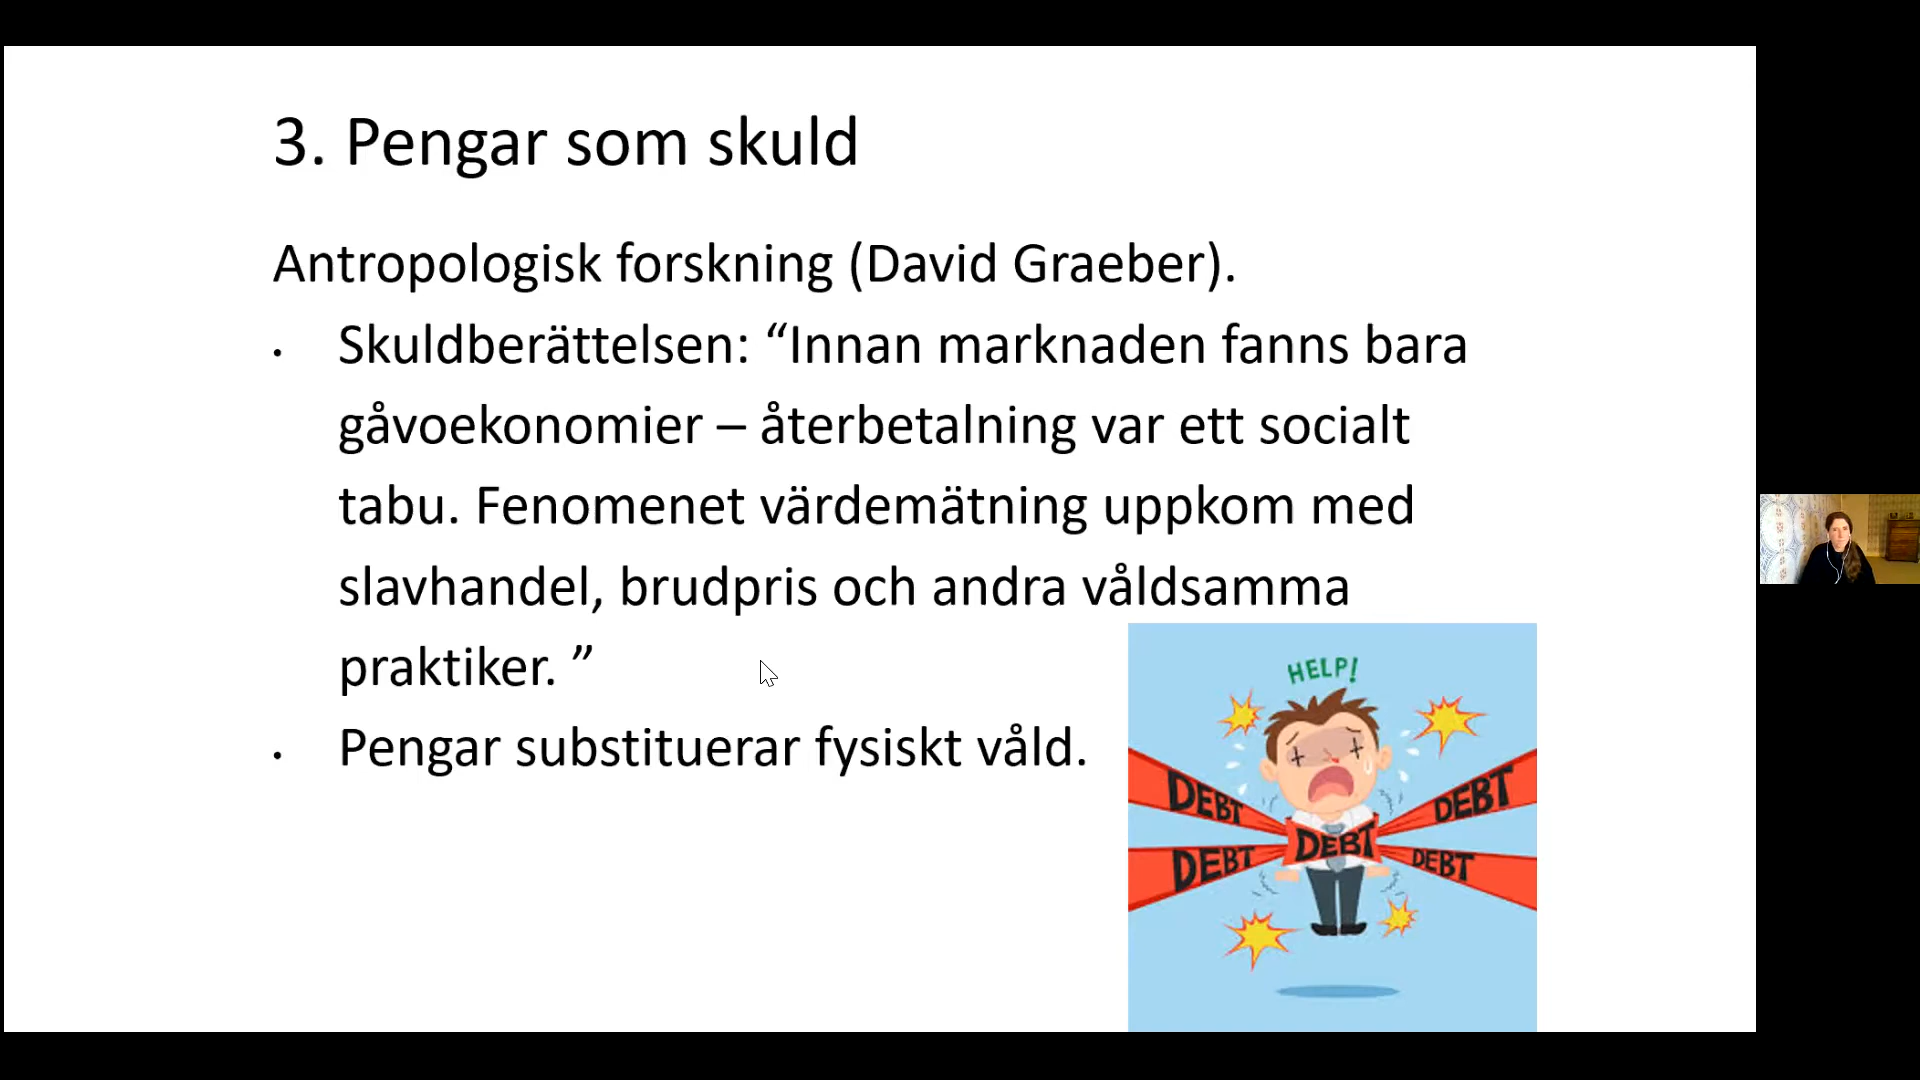 3. Pengar som skuld
Antropologisk forskning (David Graeber).
• Skuldberättelsen: “Innan marknaden fanns bara
gåvoekonomier – återbetalning var ett socialt
tabu. Fenomenet värdemätning uppkom med
slavhandel, brudpris och andra våldsamma
praktiker. ”
• Pengar substituerar fysiskt våld.
HELP!
DEBT
DEBT
DEBT
DEBT
DEBT